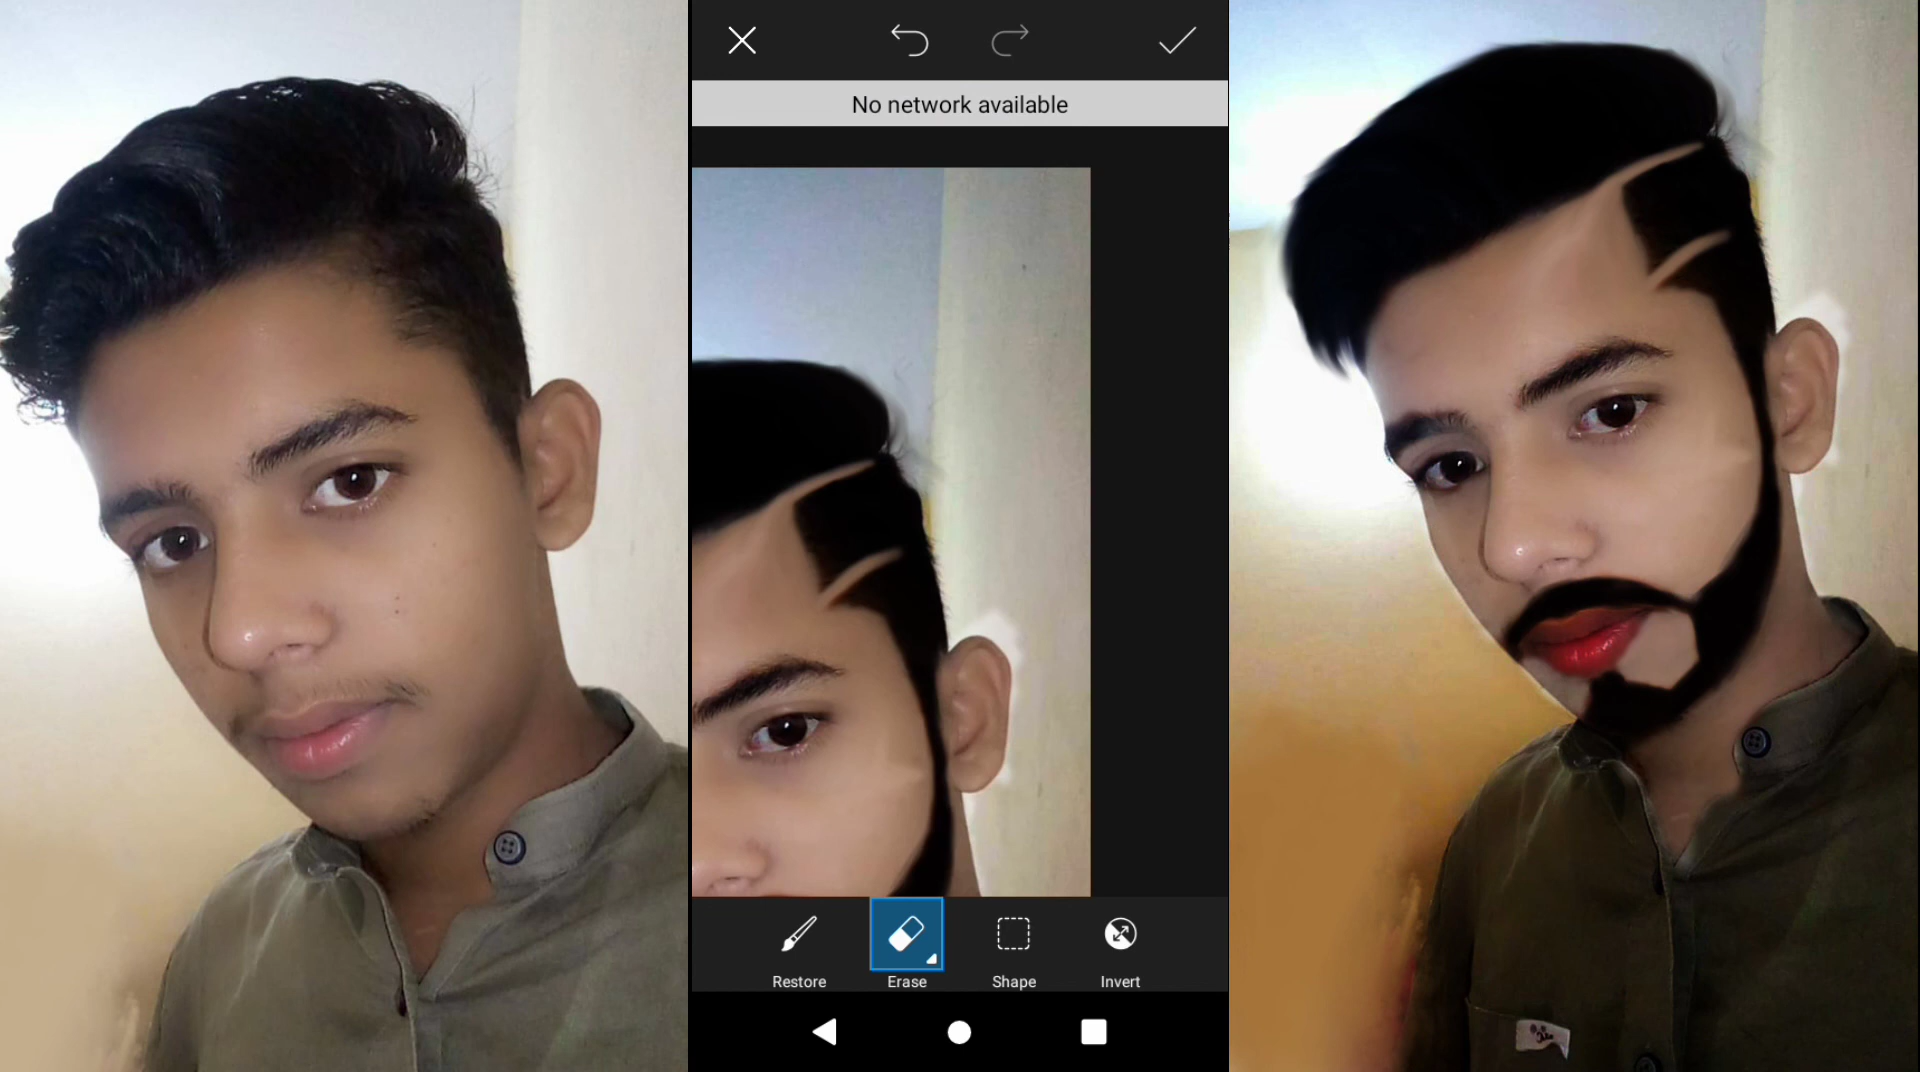 No network available
Restore
Erase
Shape
Invert